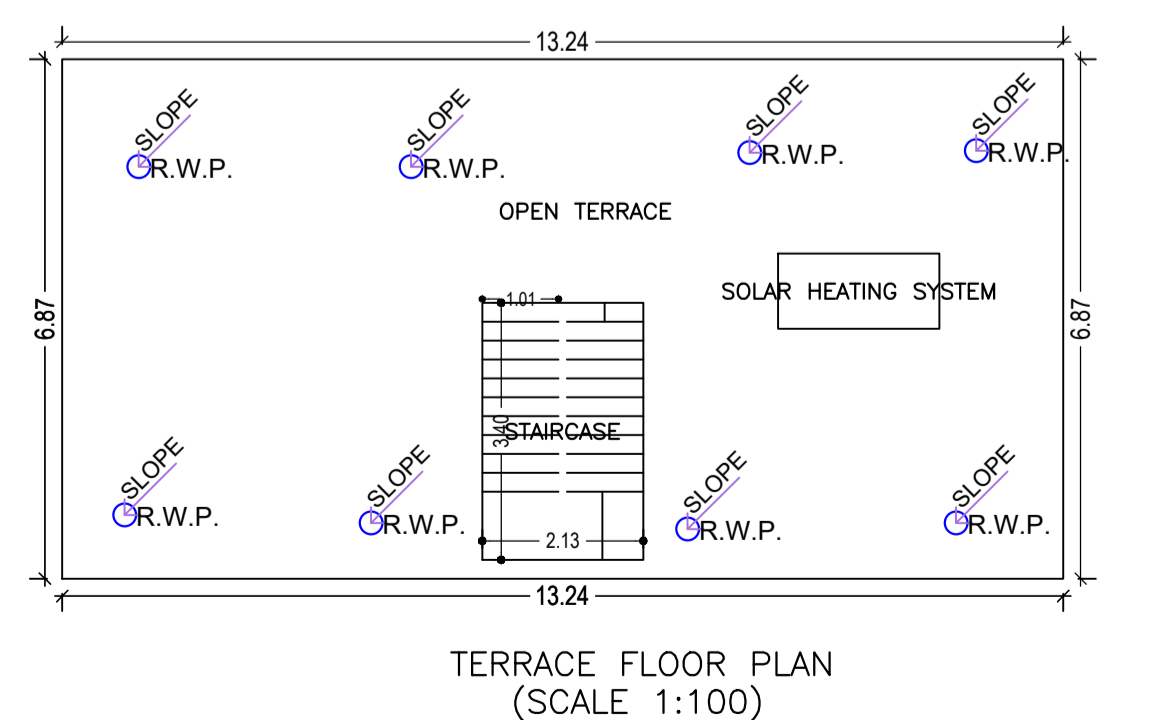 13.24
SLOPE
R.W.P.
SLOPE
R.W.P.
SLOPE
R.W.P.
SLOPE
R.W.P.
OPEN TERRACE
SOLAR HEATING SYSTEM
1.01
6.87
6.87
3.40
STAIRCASE
SLOPE
R.W.P.
SLOPE
R.W.P.
SLOPE
R.W.P.
SLOPE
R.W.P.
2.13
13.24
TERRACE FLOOR PLAN
(SCALE 1:100)